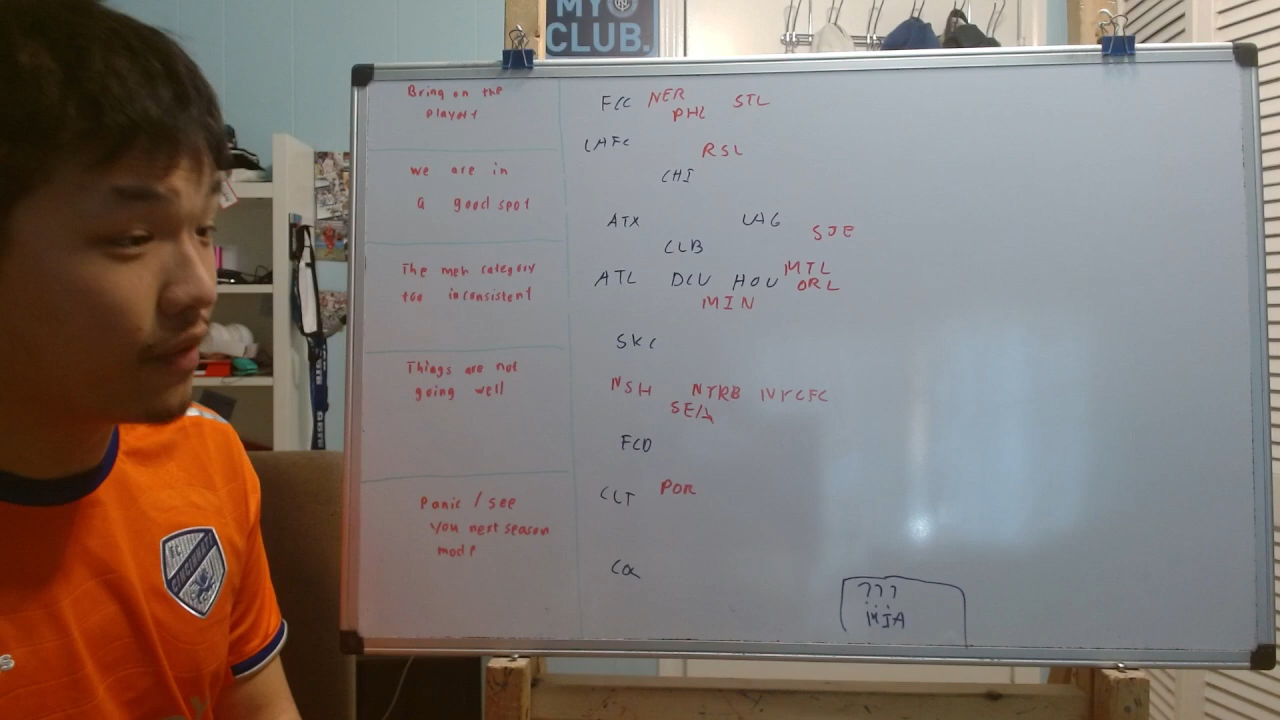 MY
CLUB.
Bring on the
playoff
FCC NER STL
PHL
LAFC RSL
CHI
we are in
a good spot
ATX LAG SJE
CLB
The meh category
too inconsistent
ATL DCU HOU MTL
ORL
MIN
SKC
Things are not
going well
NSH NYRB NYCFC
SEA
FCD
Panic / see
you next season
mode
CLT POR
COL
???
MIA
CINCINNATI